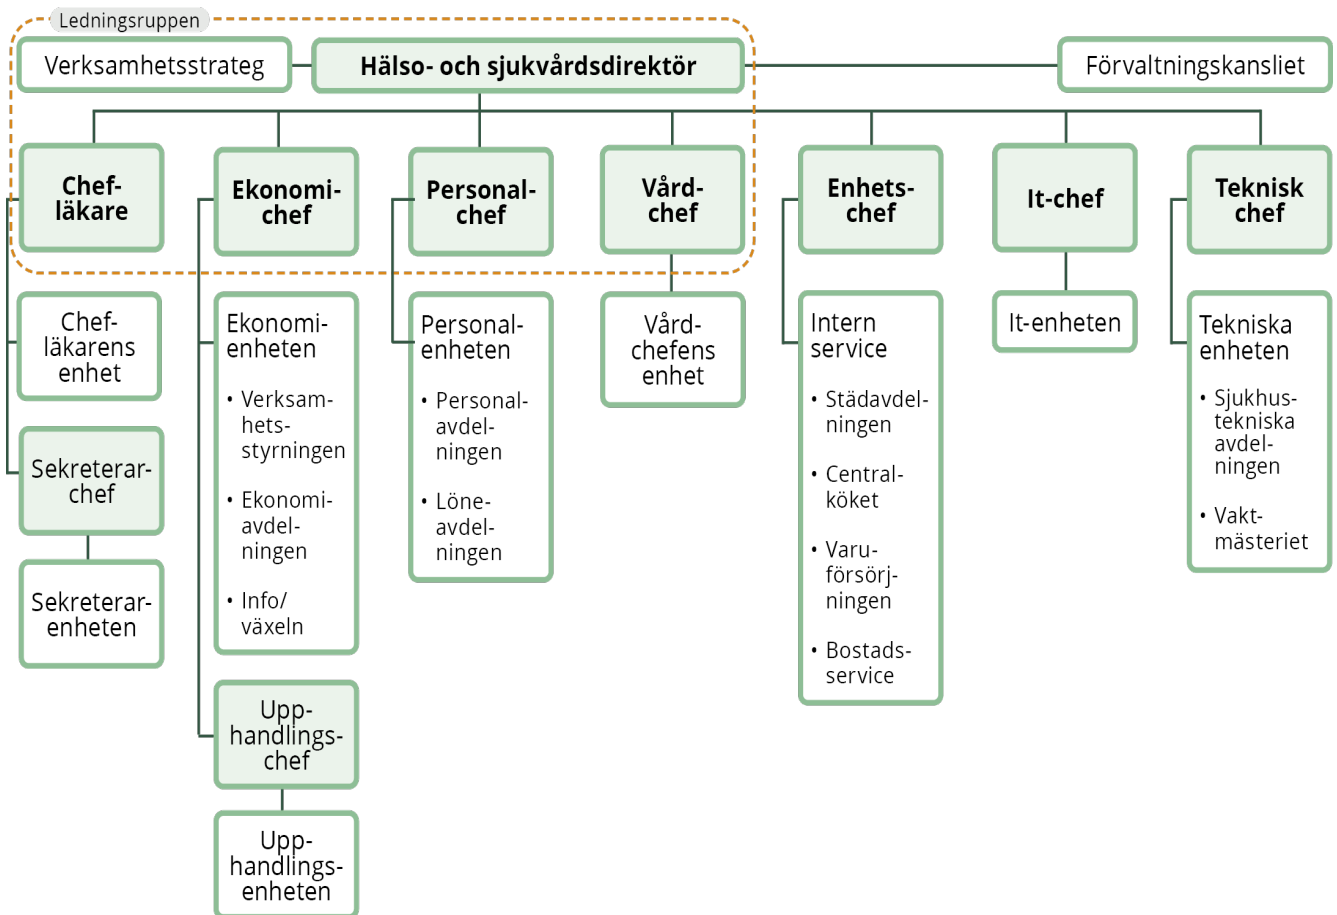 Ledningsruppen
Verksamhetsstrateg
Hälso- och sjukvårdsdirektör
Förvaltningskansliet
Chef-
läkare
Ekonomi-
chef
Personal-
chef
Vård-
chef
Enhets-
chef
It-chef
Teknisk
chef
Chef-
läkarens
enhet
Sekreterar-
chef
Sekreterar-
enheten
Ekonomi-
enheten
• Verksam-
hets-
styrningen
• Ekonomi-
avdel-
ningen
• Info/
växeln
Upp-
handlings-
chef
Upp-
handlings-
enheten
Personal-
enheten
• Personal-
avdel-
ningen
• Löne-
avdel-
ningen
Vård-
chefens
enhet
Intern
service
• Städavdel-
ningen
• Central-
köket
• Varu-
försörj-
ningen
• Bostads-
service
It-enheten
Tekniska
enheten
• Sjukhus-
tekniska
avdel-
ningen
• Vakt-
mästeriet